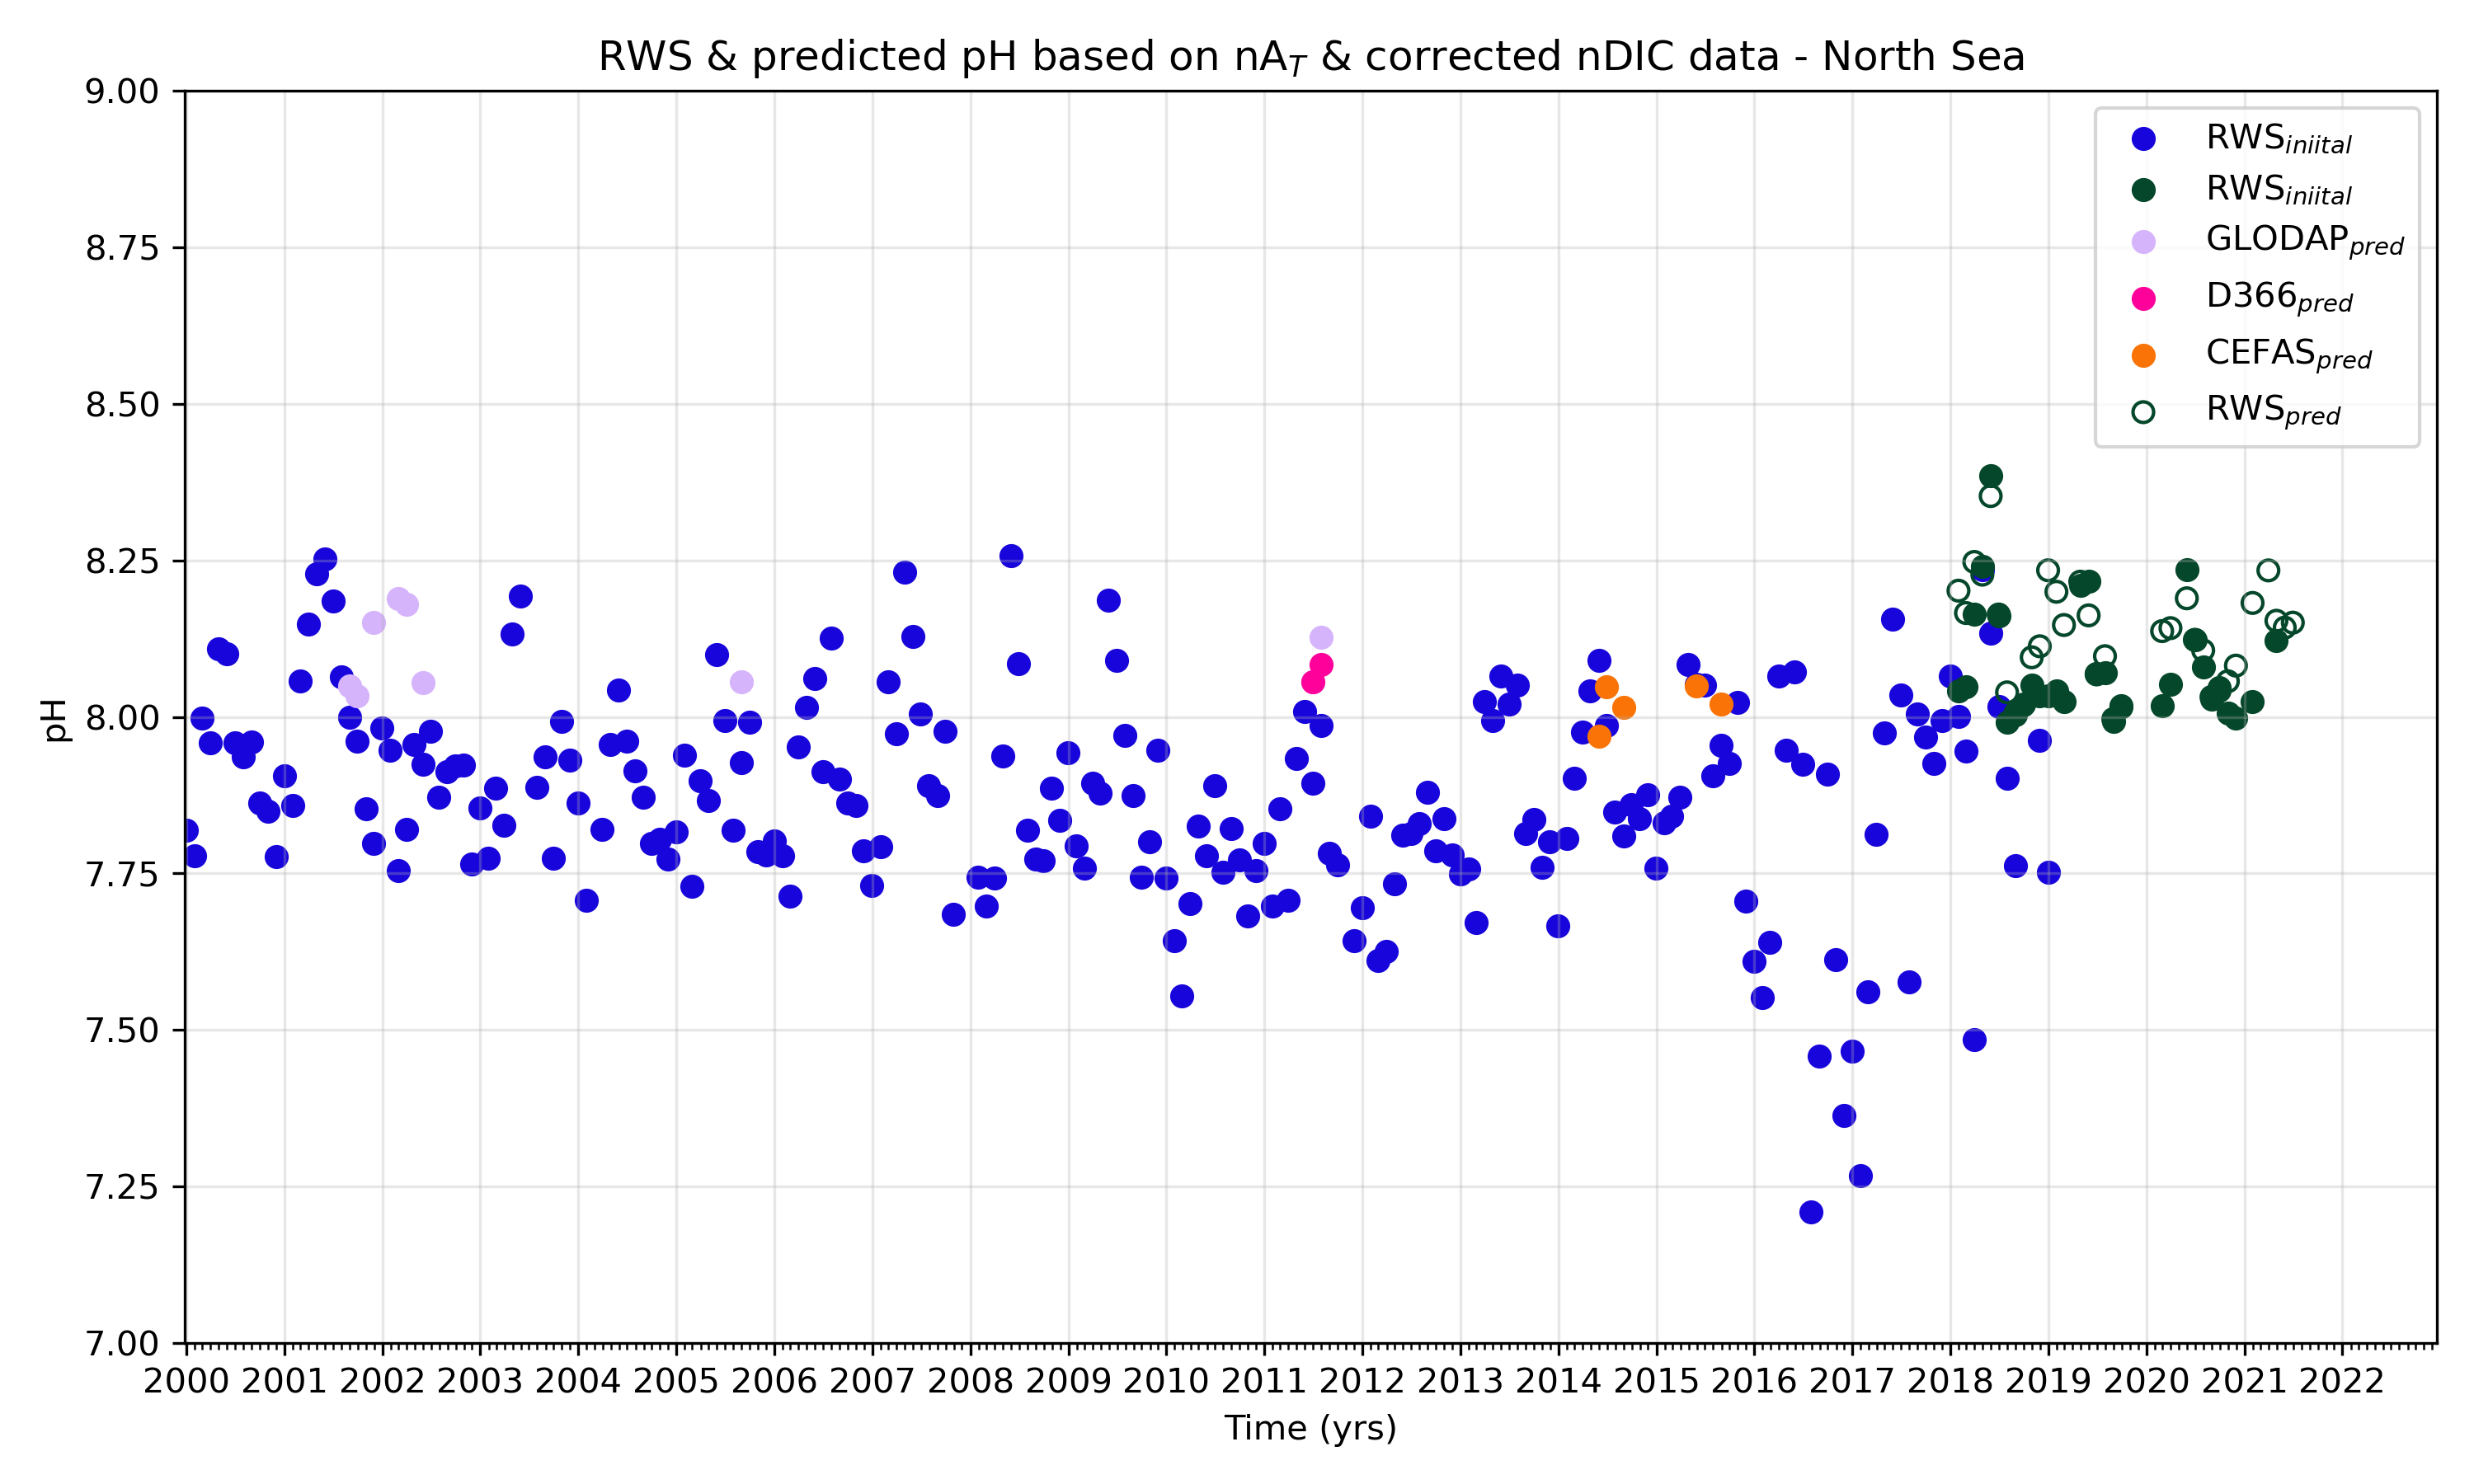 RWS & predicted pH based on nA_T & corrected nDIC data - North Sea
9.00
8.75
8.50
8.25
8.00
7.75
7.50
7.25
7.00
pH
RWS_iniital
RWS_iniital
GLODAP_pred
D366_pred
CEFAS_pred
RWS_pred
2000 2001 2002 2003 2004 2005 2006 2007 2008 2009 2010 2011 2012 2013 2014 2015 2016 2017 2018 2019 2020 2021 2022
Time (yrs)